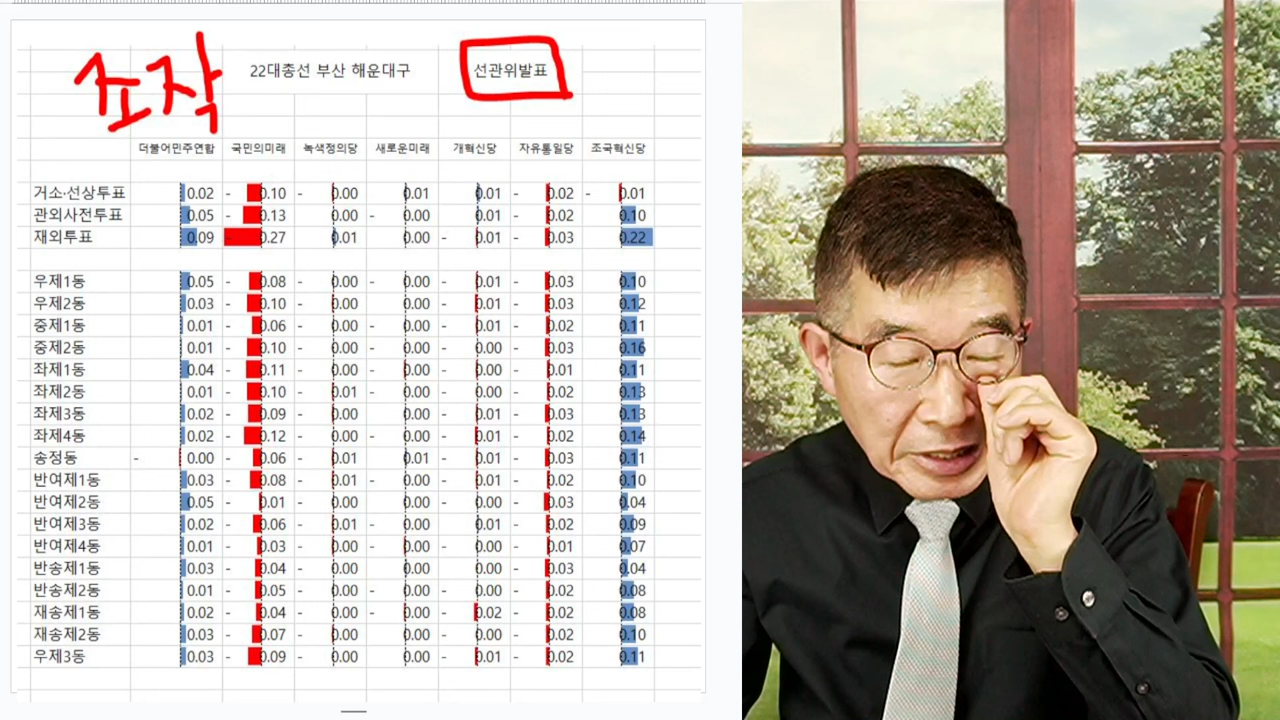 조작
22대총선 부산 해운대구 선관위발표
더불어민주연합 국민의미래 녹색정의당 새로운미래 개혁신당 자유통일당 조국혁신당
거소·선상투표 0.02 - 0.10 - 0.00 0.01 0.01 - 0.02 - 0.01
관외사전투표 0.05 - 0.13 0.00 - 0.00 0.01 - 0.02 0.10
재외투표 0.09 - 0.27 0.01 0.00 - 0.01 - 0.03 0.22
우제1동 0.05 - 0.08 - 0.00 0.00 - 0.01 - 0.03 0.10
우제2동 0.03 - 0.10 - 0.00 0.00 - 0.01 - 0.03 0.12
중제1동 0.01 - 0.06 - 0.00 - 0.00 - 0.01 - 0.02 0.11
중제2동 0.01 - 0.10 - 0.00 - 0.00 - 0.00 - 0.03 0.16
좌제1동 0.04 - 0.11 - 0.00 - 0.00 - 0.00 - 0.01 0.11
좌제2동 0.01 - 0.10 - 0.01 0.00 - 0.00 - 0.02 0.13
좌제3동 0.02 - 0.09 - 0.00 0.00 - 0.01 - 0.03 0.13
좌제4동 0.02 - 0.12 - 0.00 - 0.00 - 0.01 - 0.02 0.14
송정동 - 0.00 - 0.06 - 0.01 - 0.01 - 0.01 - 0.03 0.11
반여제1동 0.03 - 0.08 - 0.01 - 0.00 - 0.01 - 0.02 0.10
반여제2동 0.05 - 0.01 - 0.00 - 0.00 - 0.00 - 0.03 0.04
반여제3동 0.02 - 0.06 - 0.01 - 0.00 0.01 - 0.02 0.09
반여제4동 0.01 - 0.03 - 0.00 - 0.00 - 0.00 - 0.01 0.07
반송제1동 0.03 - 0.04 - 0.00 - 0.00 - 0.00 - 0.03 0.04
반송제2동 0.01 - 0.05 - 0.00 0.00 - 0.00 - 0.02 0.08
재송제1동 0.02 - 0.04 - 0.00 - 0.00 - 0.02 - 0.02 0.08
재송제2동 0.03 - 0.07 - 0.00 0.00 - 0.00 - 0.02 0.10
우제3동 0.03 - 0.09 - 0.00 0.00 - 0.01 - 0.02 0.11